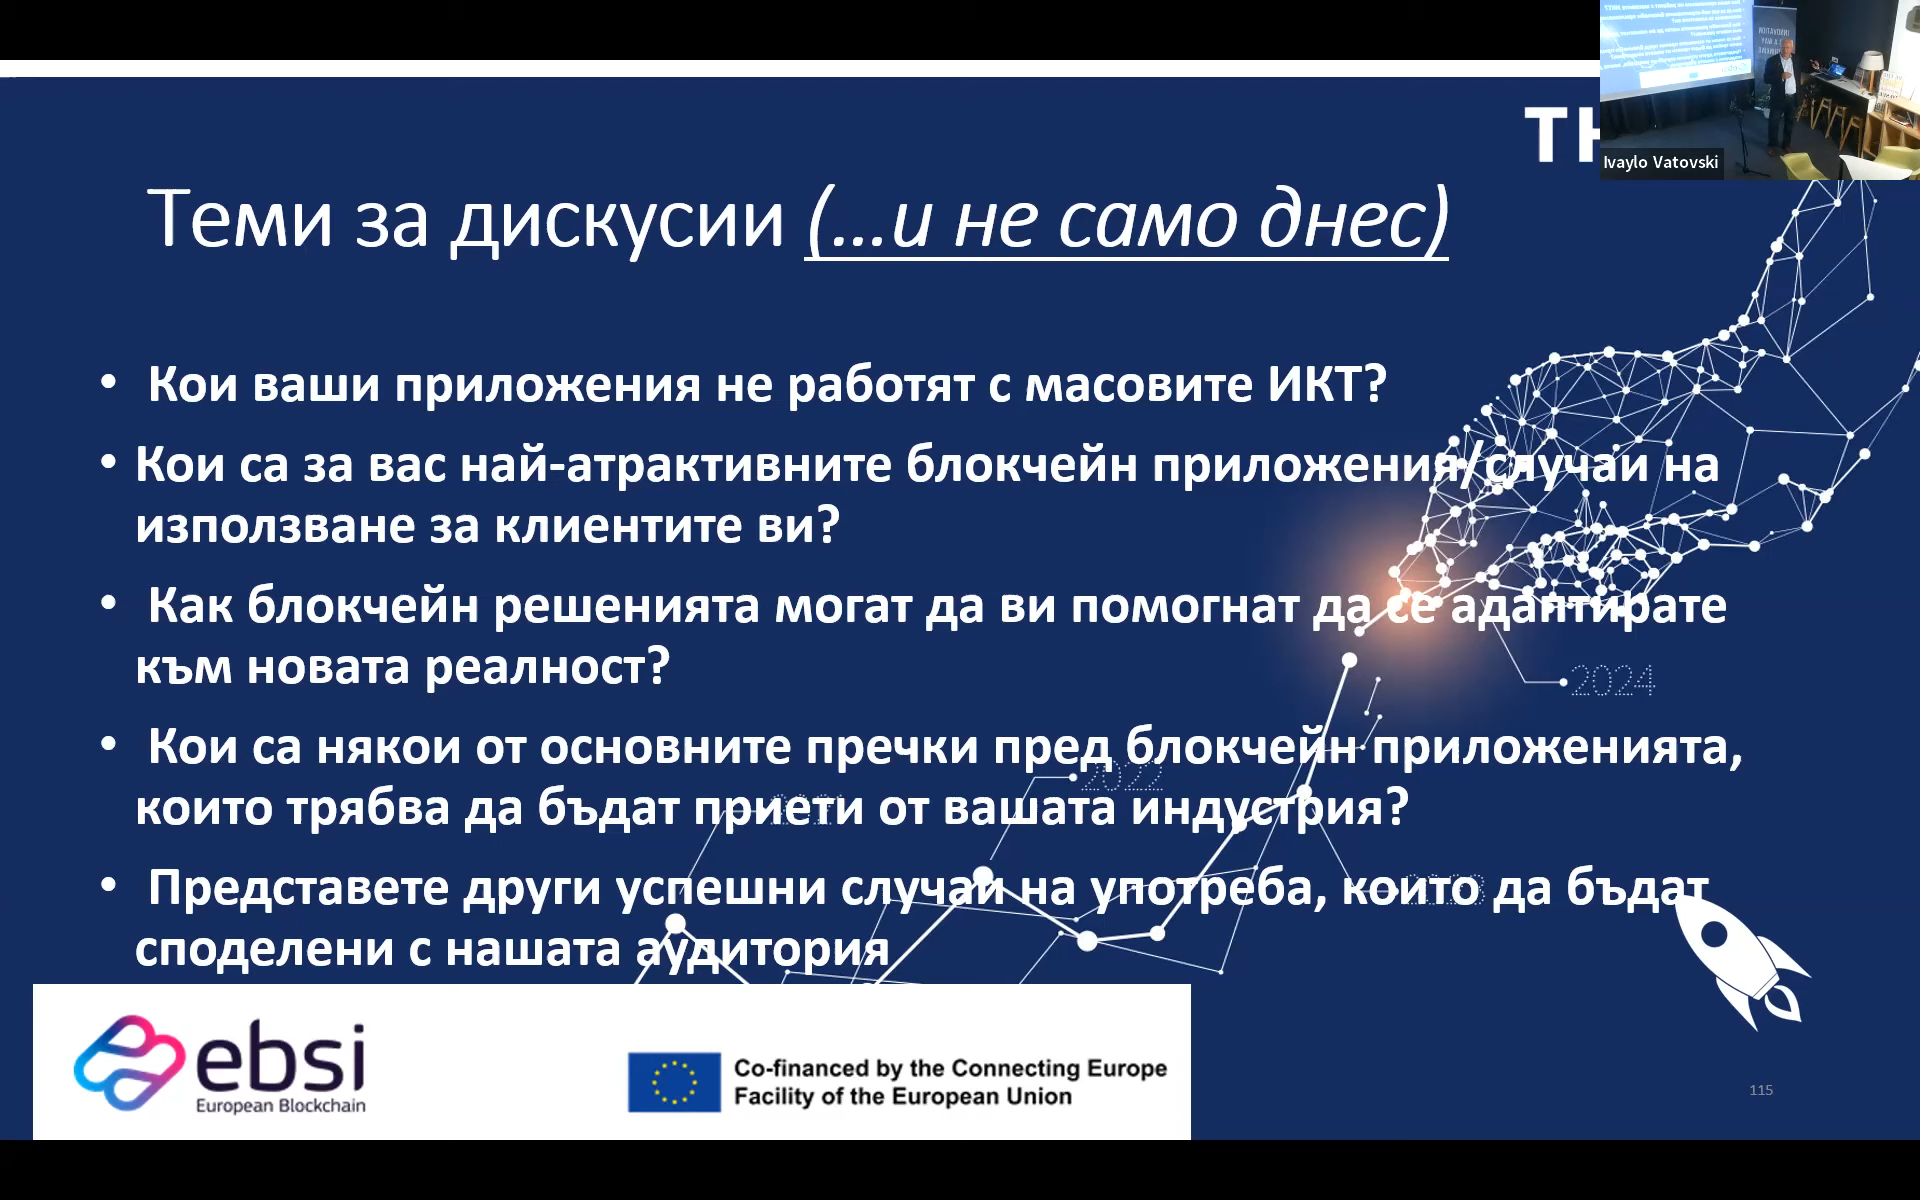 TH
Ivaylo Vatovski
Теми за дискусии (...и не само днес)
• Кои ваши приложения не работят с масовите ИКТ?
• Кои са за вас най-атрактивните блокчейн приложения/случаи на
използване за клиентите ви?
• Как блокчейн решенията могат да ви помогнат да се адаптирате
към новата реалност?
2024
• Кои са някои от основните пречки пред блокчейн приложенията,
2022
които трябва да бъдат приети от вашата индустрия?
• Представете други успешни случаи на употреба, които да бъдат
сподeлени с нашата аудитория
ebsi
European Blockchain
Co-financed by the Connecting Europe
Facility of the European Union
115